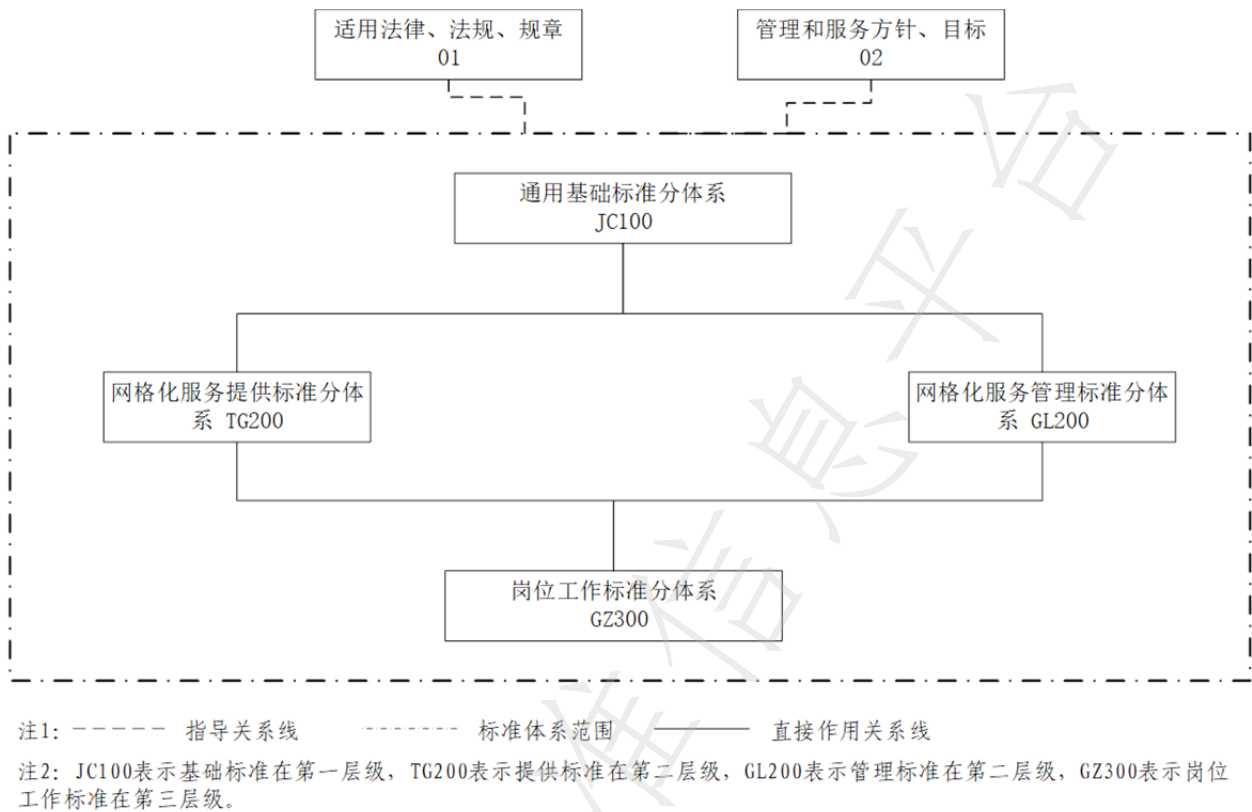 适用法律、法规、规章
01
管理和服务方针、目标
02
通用基础标准分体系
JC100
网格化服务提供标准分体
系 TG200
网格化服务管理标准分体
系 GL200
岗位工作标准分体系
GZ300
注1: 指导关系线 标准体系范围 直接作用关系线
注2: JC100表示基础标准在第一层级, TG200表示提供标准在第二层级, GL200表示管理标准在第二层级, GZ300表示岗位
工作标准在第三层级。
准信息平台